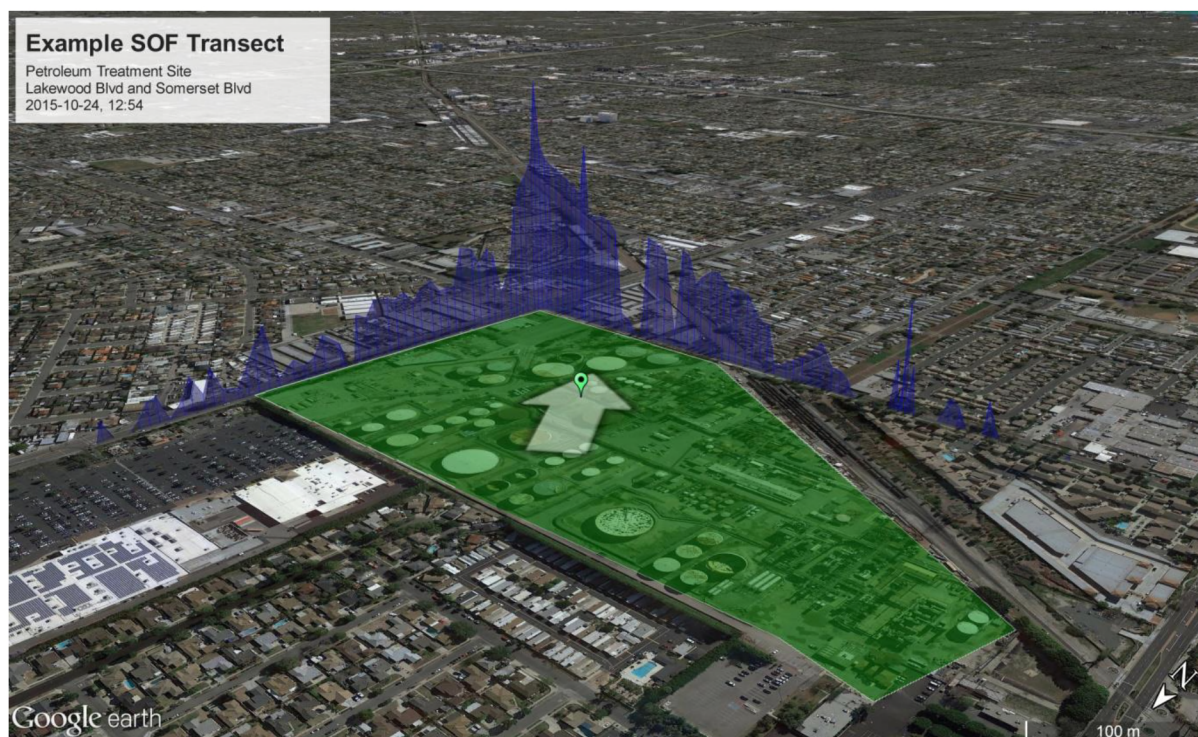 Example SOF Transect
Petroleum Treatment Site
Lakewood Blvd and Somerset Blvd
2015-10-24, 12:54
N
Google earth
100 m